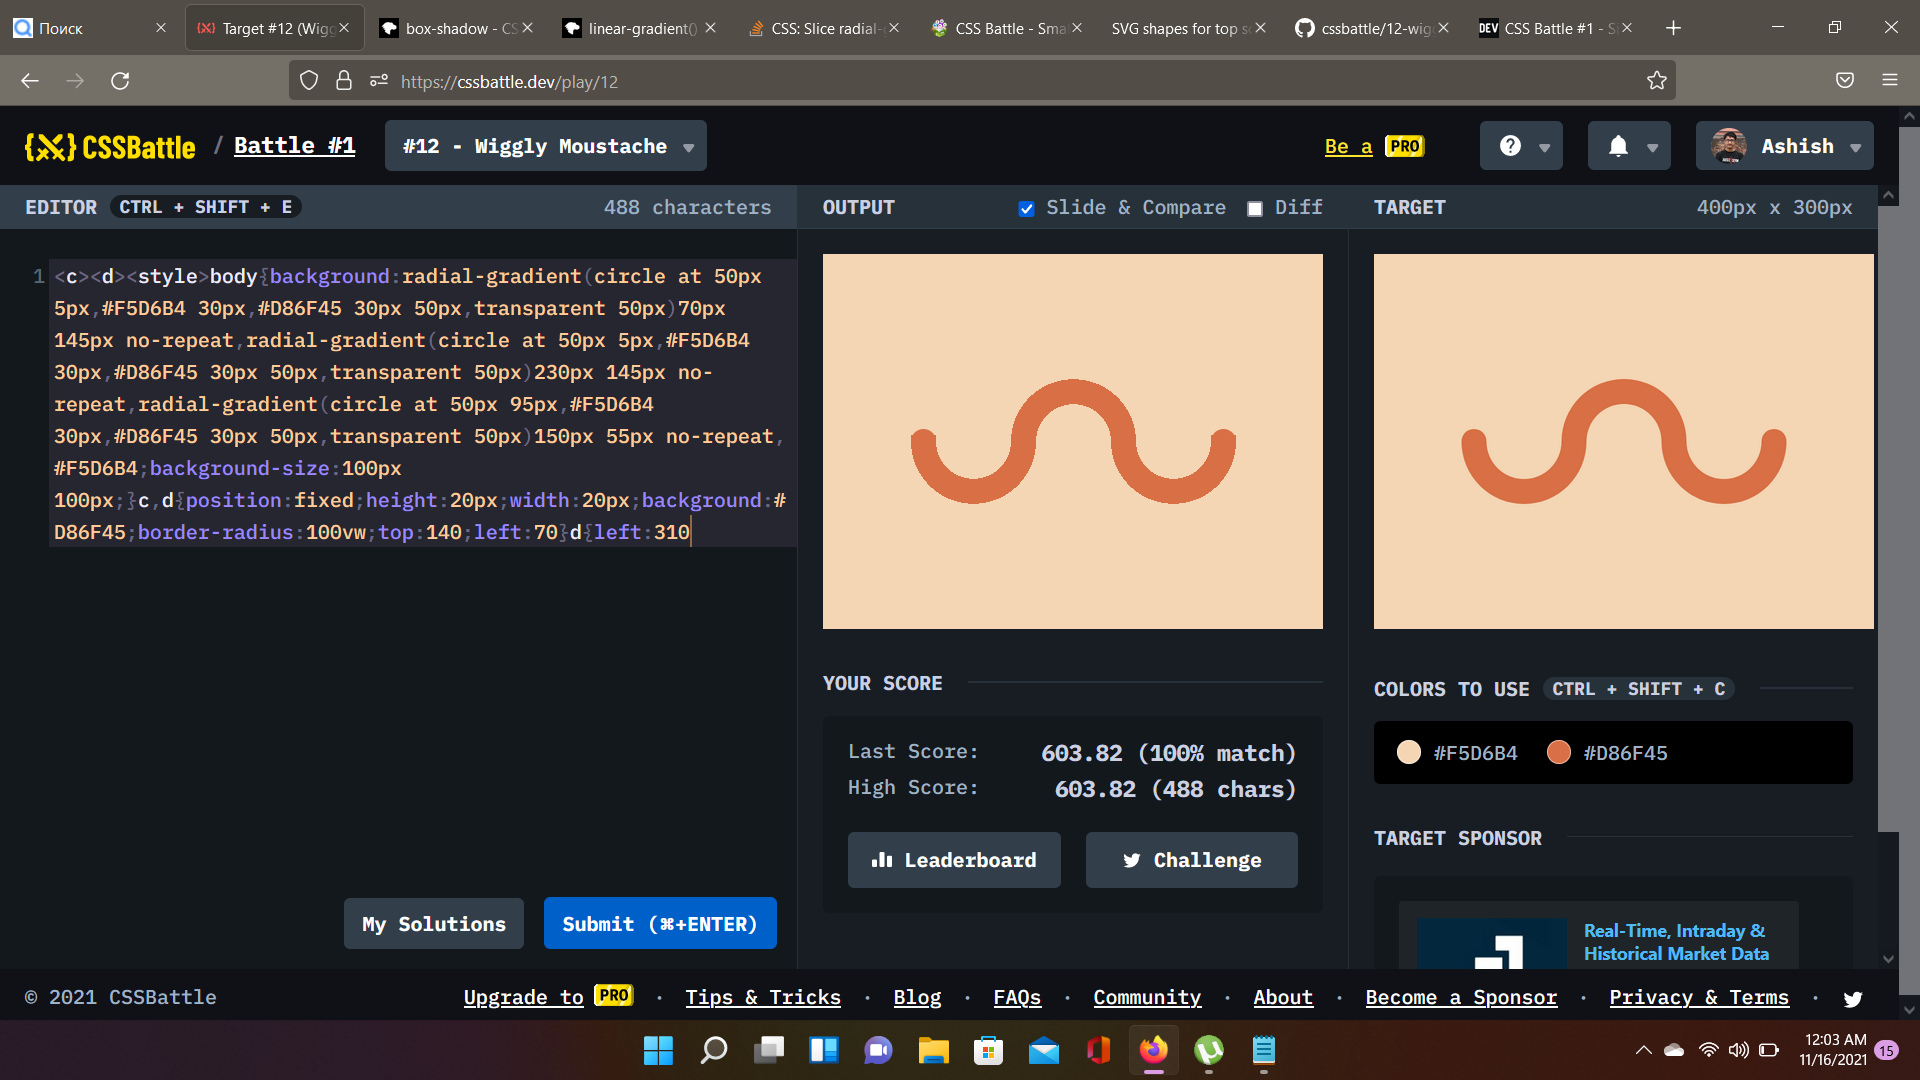 Поиск
Target #12 (Wigg
box-shadow - CS
linear-gradient()
CSS: Slice radial-
CSS Battle - Sma
SVG shapes for top s
cssbattle/12-wig
DEV CSS Battle #1 - S
https://cssbattle.dev/play/12
{X} CSSBattle / Battle #1
#12 - Wiggly Moustache
Be a PRO
Ashish
EDITOR CTRL + SHIFT + E 488 characters
OUTPUT Slide & Compare Diff
TARGET 400px x 300px
1 <c><d><style>body{background:radial-gradient(circle at 50px
5px,#F5D6B4 30px,#D86F45 30px 50px,transparent 50px)70px
145px no-repeat,radial-gradient(circle at 50px 5px,#F5D6B4
30px,#D86F45 30px 50px,transparent 50px)230px 145px no-
repeat,radial-gradient(circle at 50px 95px,#F5D6B4
30px,#D86F45 30px 50px,transparent 50px)150px 55px no-repeat,
#F5D6B4;background-size:100px
100px;}c,d{position:fixed;height:20px;width:20px;background:#
D86F45;border-radius:100vw;top:140;left:70}d{left:310
My Solutions
Submit (⌘+ENTER)
YOUR SCORE
Last Score: 603.82 (100% match)
High Score: 603.82 (488 chars)
Leaderboard
Challenge
COLORS TO USE CTRL + SHIFT + C
#F5D6B4 #D86F45
TARGET SPONSOR
Real-Time, Intraday &
Historical Market Data
© 2021 CSSBattle
Upgrade to PRO · Tips & Tricks · Blog · FAQs · Community · About · Become a Sponsor · Privacy & Terms ·
12:03 AM
11/16/2021
15